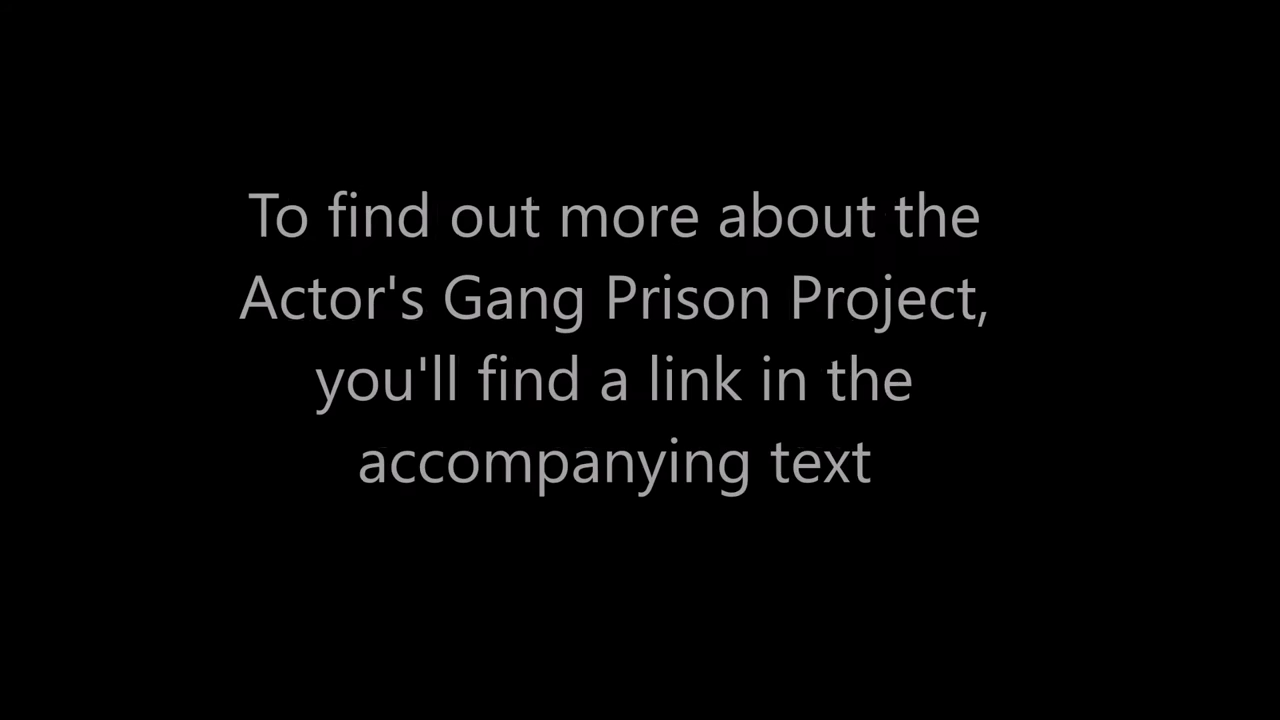 To find out more about the
Actor's Gang Prison Project,
you'll find a link in the
accompanying text